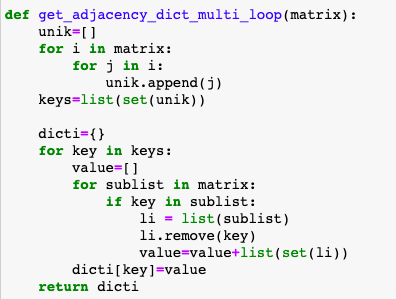 def get_adjacency_dict_multi_loop(matrix):
    unik=[]
    for i in matrix:
        for j in i:
            unik.append(j)
    keys=list(set(unik))

    dicti={}
    for key in keys:
        value=[]
        for sublist in matrix:
            if key in sublist:
                li = list(sublist)
                li.remove(key)
                value=value+list(set(li))
        dicti[key]=value
    return dicti